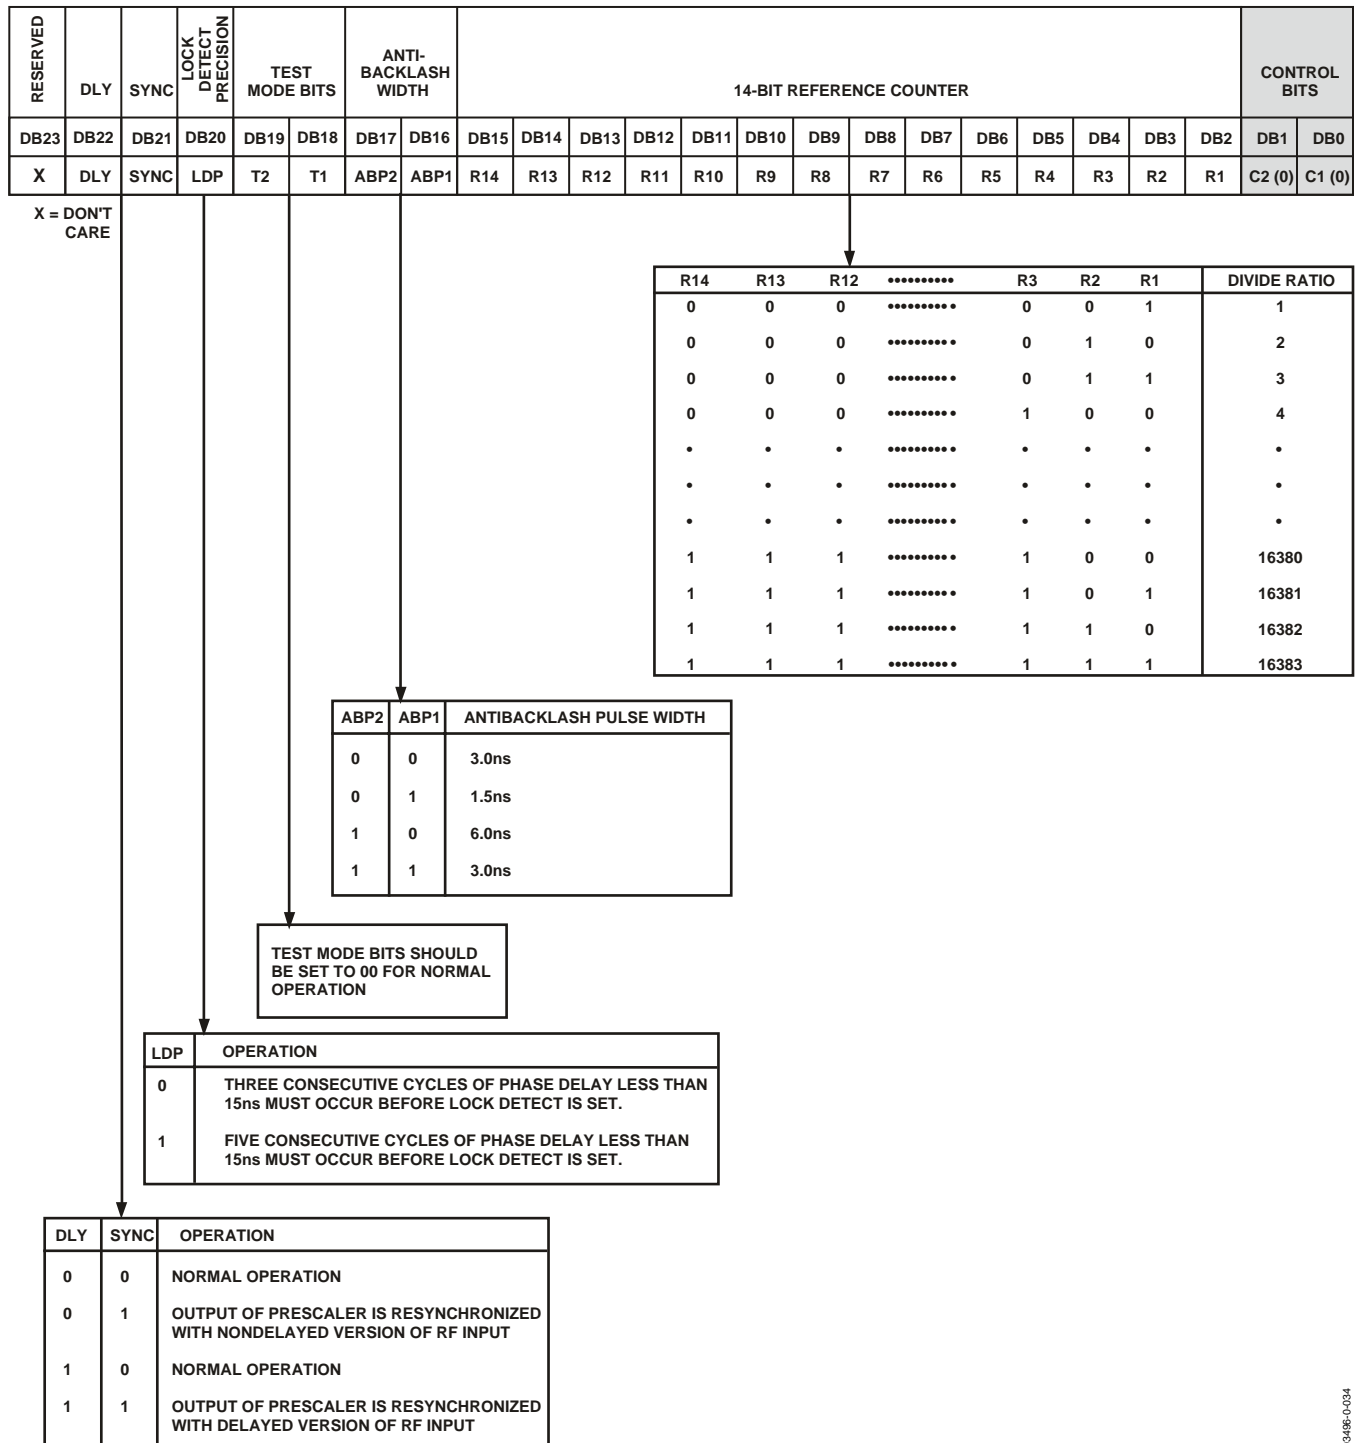 RESERVED
DLY
SYNC
LOCK
DETECT
PRECISION
TEST
MODE BITS
ANTI-
BACKLASH
WIDTH
14-BIT REFERENCE COUNTER
CONTROL
BITS
DB23 DB22 DB21 DB20 DB19 DB18 DB17 DB16 DB15 DB14 DB13 DB12 DB11 DB10 DB9 DB8 DB7 DB6 DB5 DB4 DB3 DB2 DB1 DB0
X DLY SYNC LDP T2 T1 ABP2 ABP1 R14 R13 R12 R11 R10 R9 R8 R7 R6 R5 R4 R3 R2 R1 C2 (0) C1 (0)
X = DON'T
CARE
R14 R13 R12 •••••••••• R3 R2 R1 DIVIDE RATIO
0 0 0 •••••••••• 0 0 1 1
0 0 0 •••••••••• 0 1 0 2
0 0 0 •••••••••• 0 1 1 3
0 0 0 •••••••••• 1 0 0 4
• • • •••••••••• • • • •
• • • •••••••••• • • • •
• • • •••••••••• • • • •
1 1 1 •••••••••• 1 0 0 16380
1 1 1 •••••••••• 1 0 1 16381
1 1 1 •••••••••• 1 1 0 16382
1 1 1 •••••••••• 1 1 1 16383
ABP2 ABP1 ANTIBACKLASH PULSE WIDTH
0 0 3.0ns
0 1 1.5ns
1 0 6.0ns
1 1 3.0ns
TEST MODE BITS SHOULD
BE SET TO 00 FOR NORMAL
OPERATION
LDP OPERATION
0 THREE CONSECUTIVE CYCLES OF PHASE DELAY LESS THAN
15ns MUST OCCUR BEFORE LOCK DETECT IS SET.
1 FIVE CONSECUTIVE CYCLES OF PHASE DELAY LESS THAN
15ns MUST OCCUR BEFORE LOCK DETECT IS SET.
DLY SYNC OPERATION
0 0 NORMAL OPERATION
0 1 OUTPUT OF PRESCALER IS RESYNCHRONIZED
WITH NONDELAYED VERSION OF RF INPUT
1 0 NORMAL OPERATION
1 1 OUTPUT OF PRESCALER IS RESYNCHRONIZED
WITH DELAYED VERSION OF RF INPUT
3496-0-034